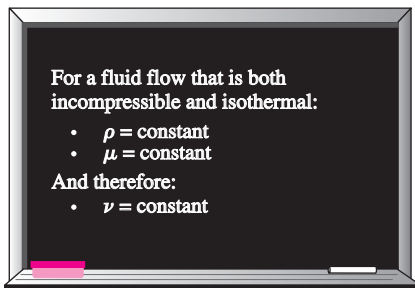 For a fluid flow that is both
incompressible and isothermal:
• ρ = constant
• μ = constant
And therefore:
• ν = constant